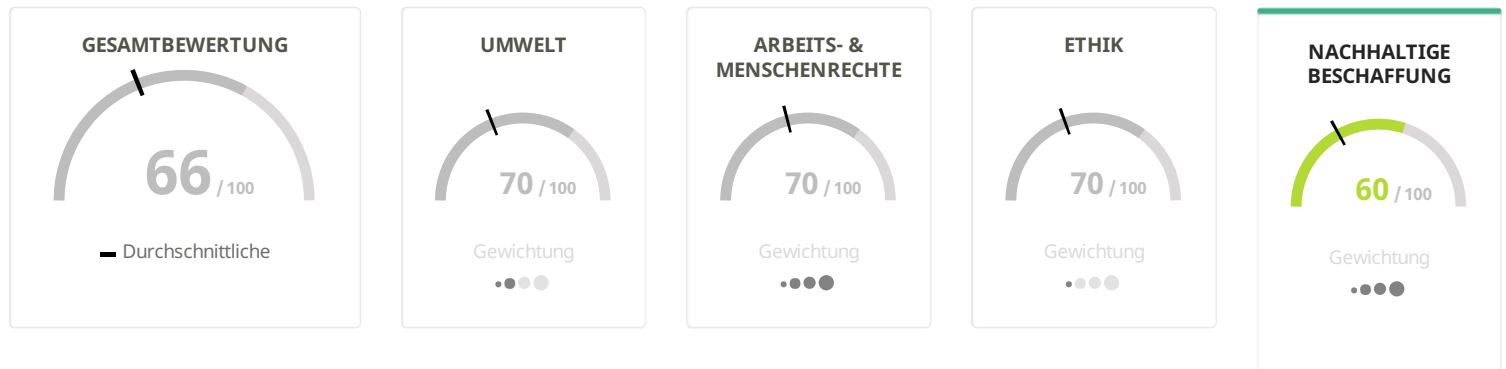 GESAMTBEWERTUNG
66 / 100
Durchschnittliche
UMWELT
70 / 100
Gewichtung
ARBEITS- &
MENSCHENRECHTE
70 / 100
Gewichtung
ETHIK
70 / 100
Gewichtung
NACHHALTIGE
BESCHAFFUNG
60 / 100
Gewichtung